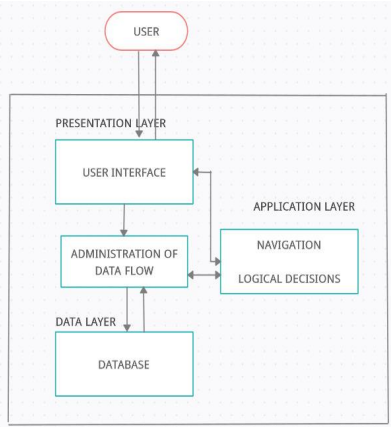 USER
PRESENTATION LAYER
USER INTERFACE
APPLICATION LAYER
NAVIGATION
LOGICAL DECISIONS
ADMINISTRATION OF
DATA FLOW
DATA LAYER
DATABASE